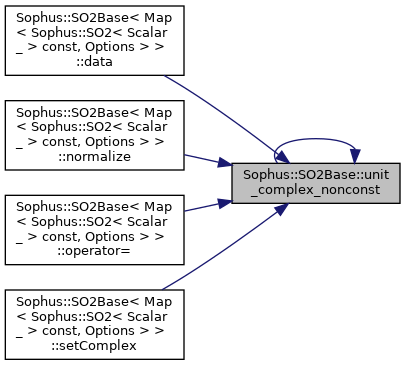 Sophus::SO2Base< Map
< Sophus::SO2< Scalar
_ > const, Options > >
::data
Sophus::SO2Base< Map
< Sophus::SO2< Scalar
_ > const, Options > >
::normalize
Sophus::SO2Base::unit
_complex_nonconst
Sophus::SO2Base< Map
< Sophus::SO2< Scalar
_ > const, Options > >
::operator=
Sophus::SO2Base< Map
< Sophus::SO2< Scalar
_ > const, Options > >
::setComplex